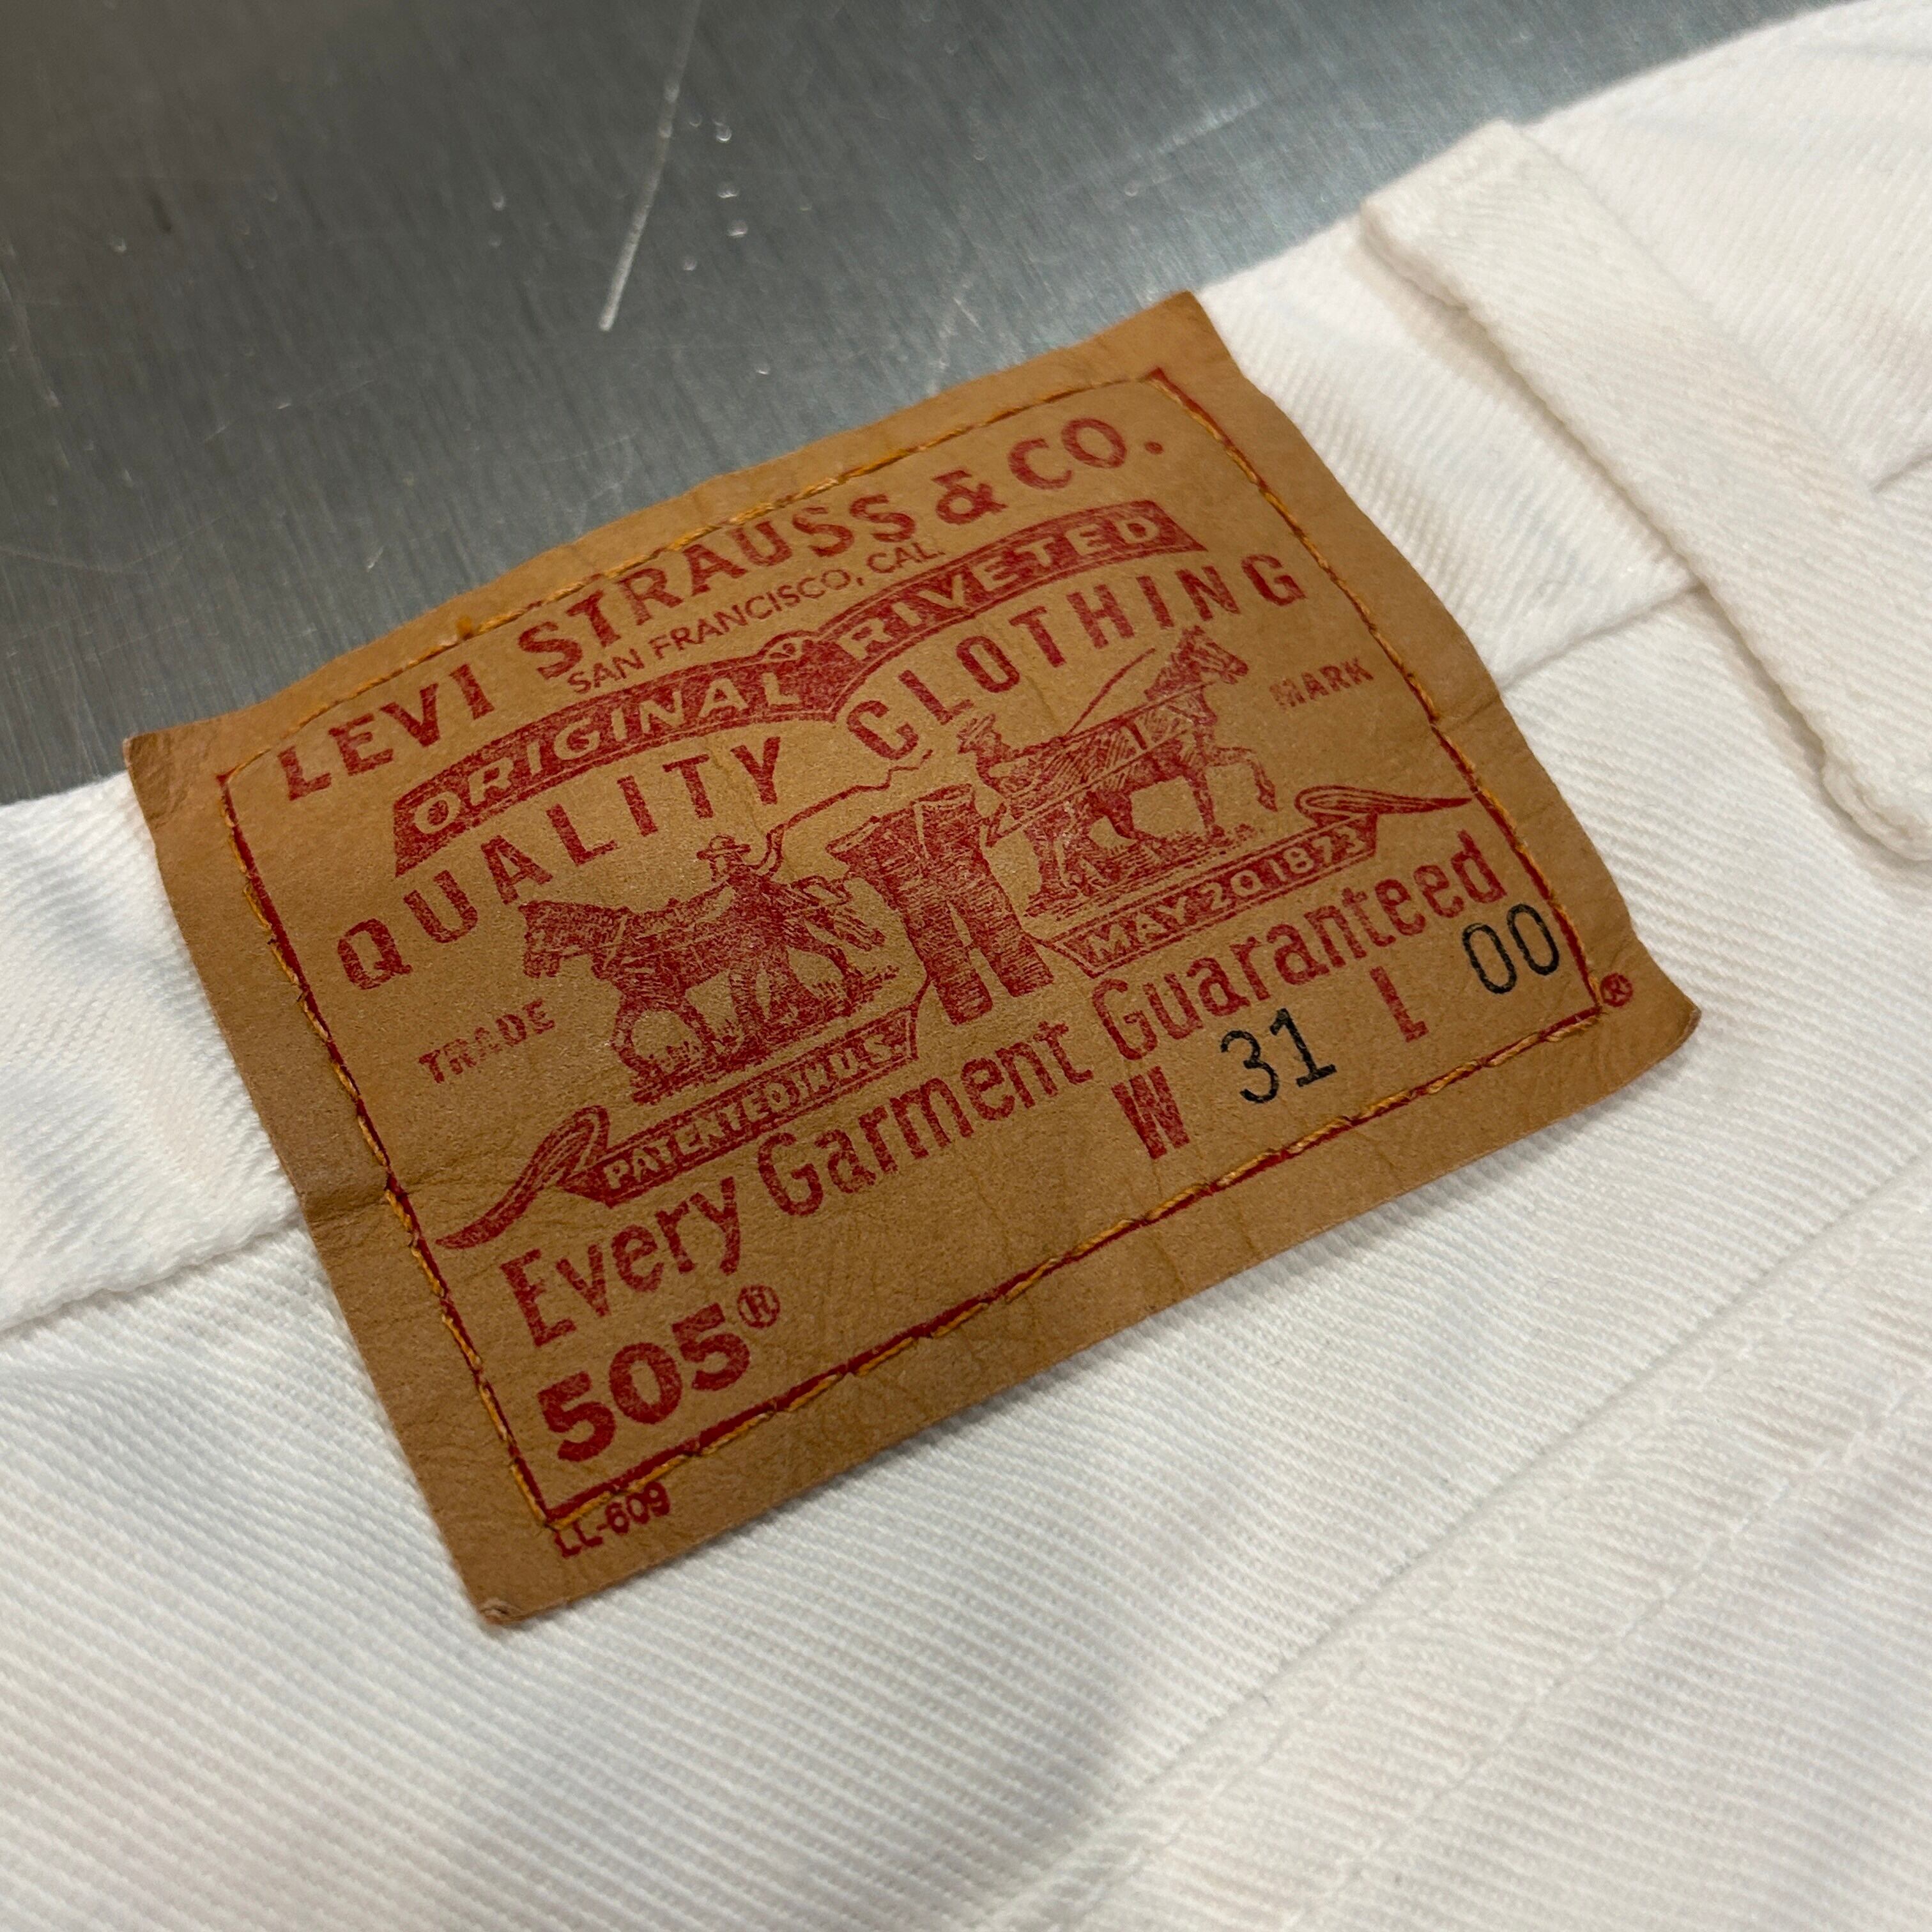 LEVI STRAUSS & CO.
SAN FRANCISCO, CAL.
ORIGINAL RIVETED
QUALITY CLOTHING
TRADE MARK
PATENTED IN U.S. MAY 20 1873
Every Garment Guaranteed
505® W 31 L 00
®
LL-609